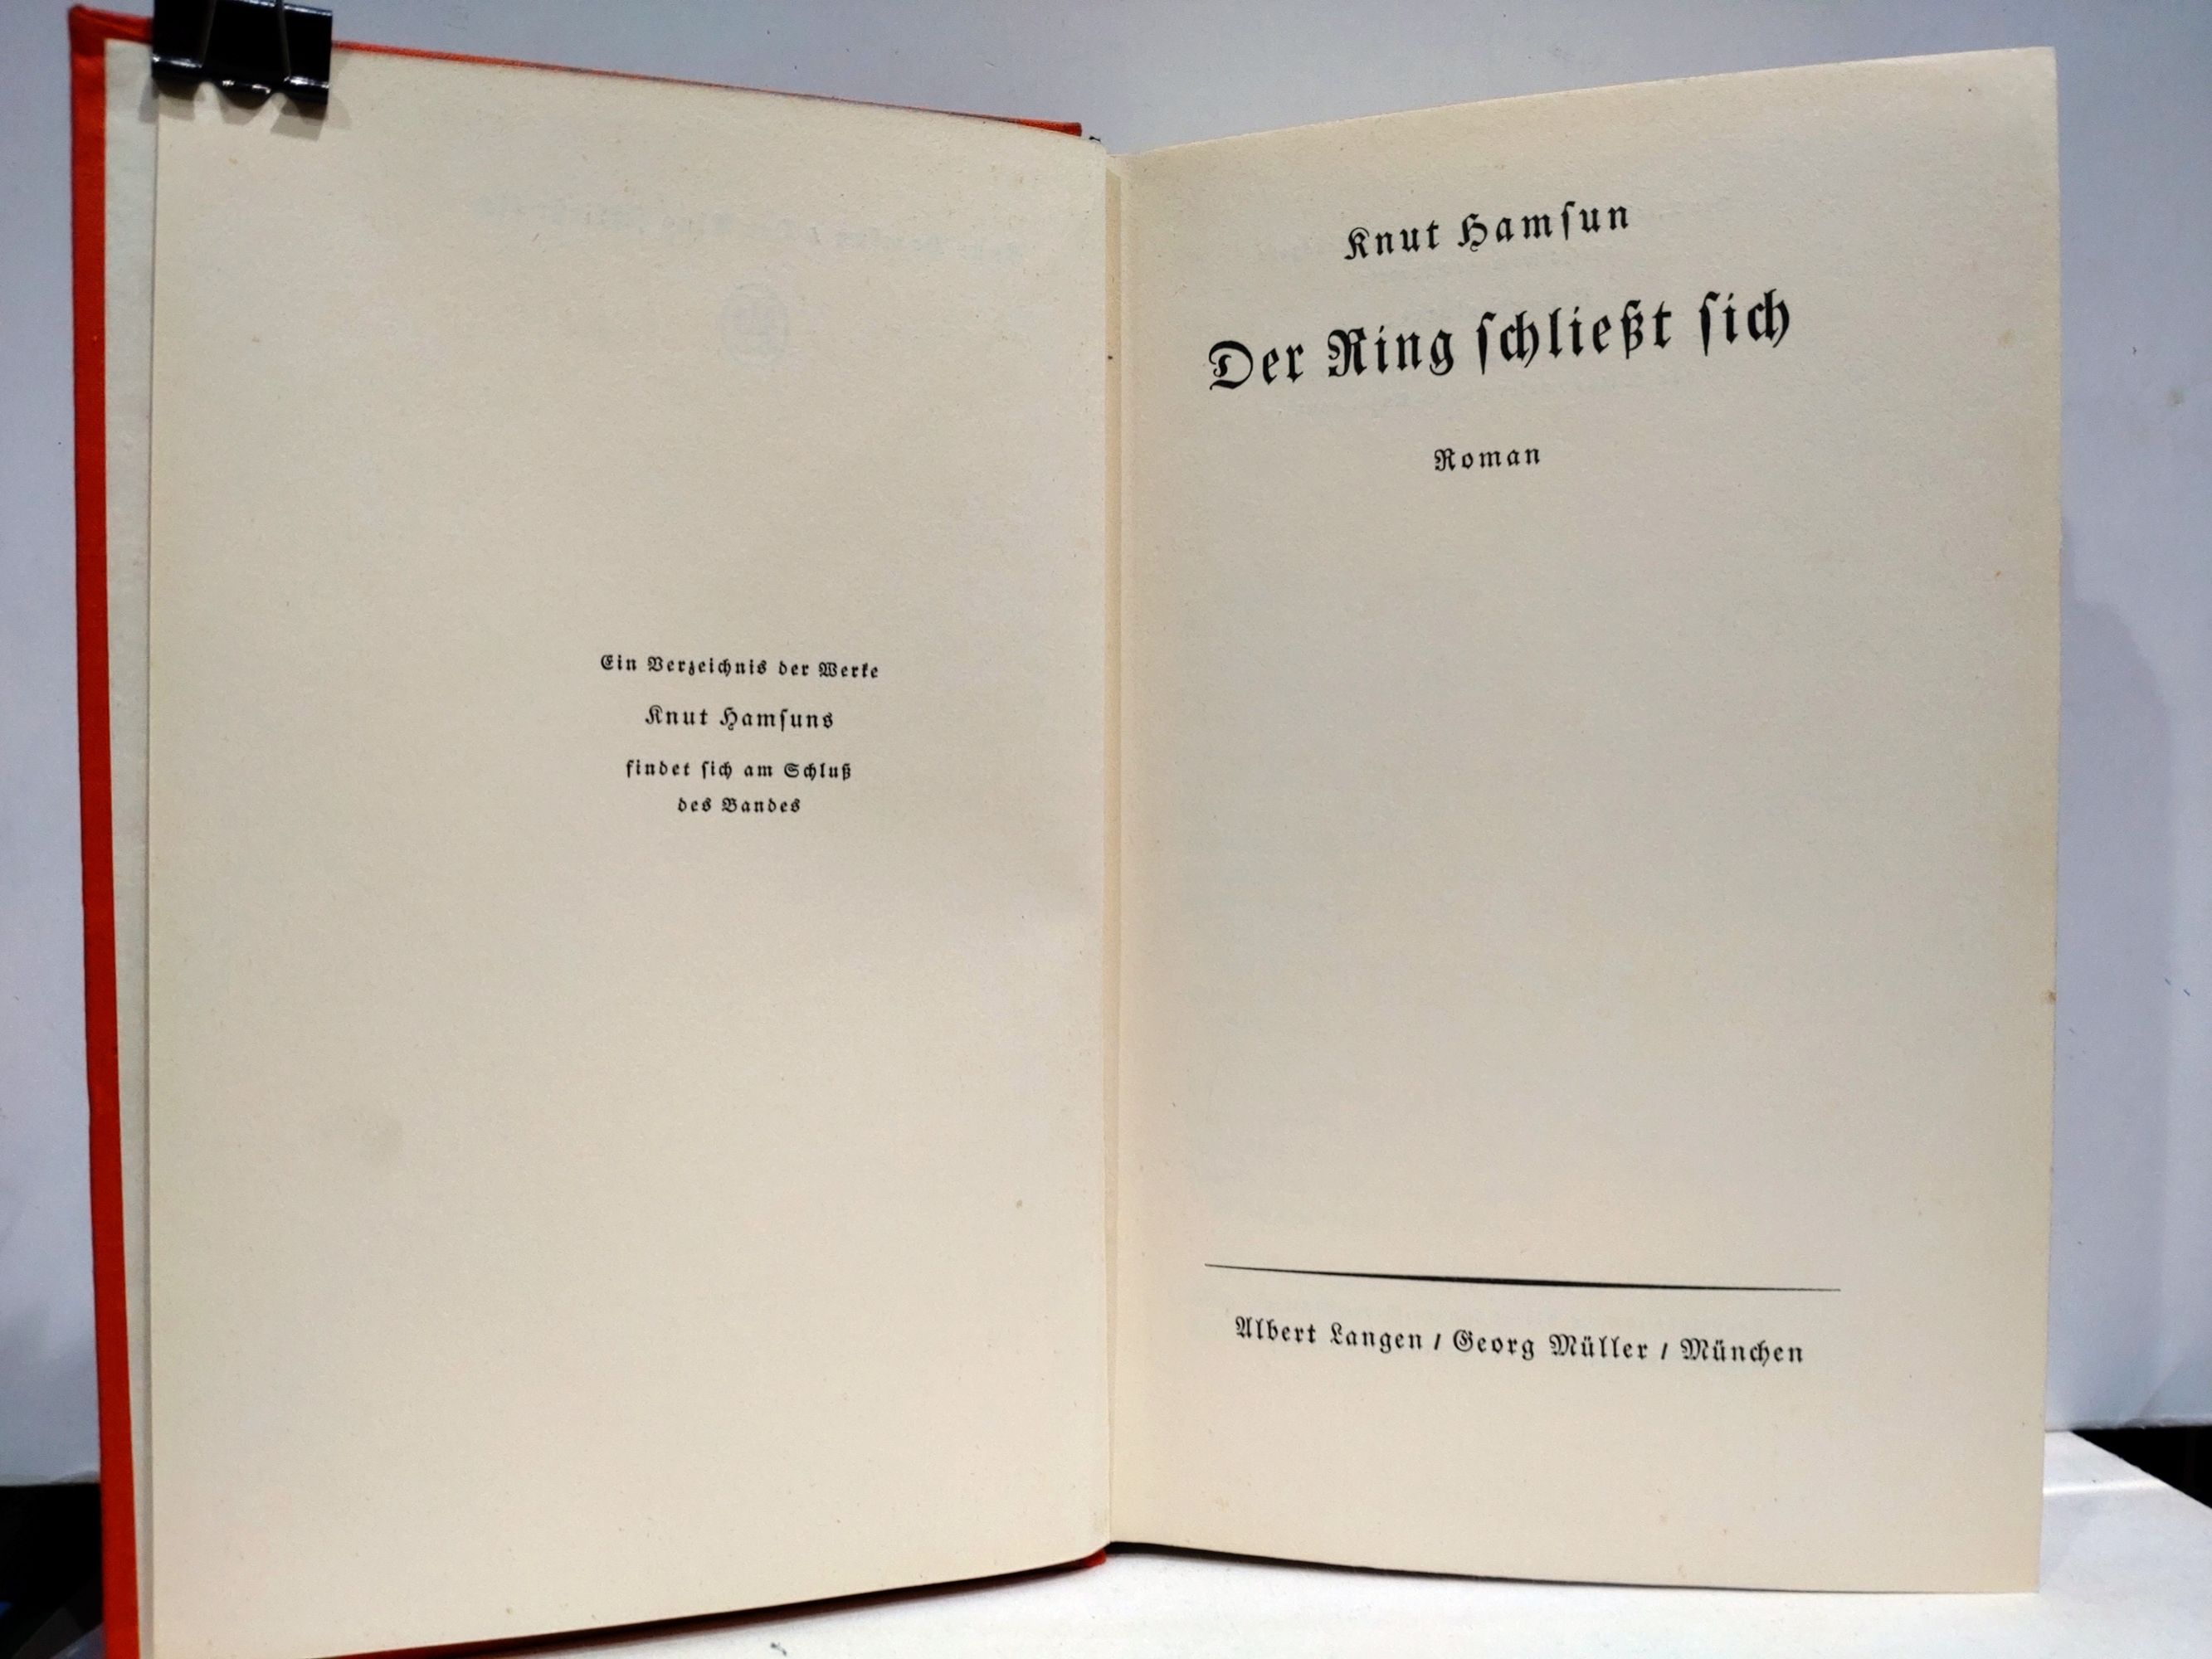 Ein Verzeichnis der Werke
Knut Hamſuns
findet ſich am Schluß
des Bandes
Knut Hamſun
Der Ring ſchließt ſich
Roman
Albert Langen / Georg Müller / München